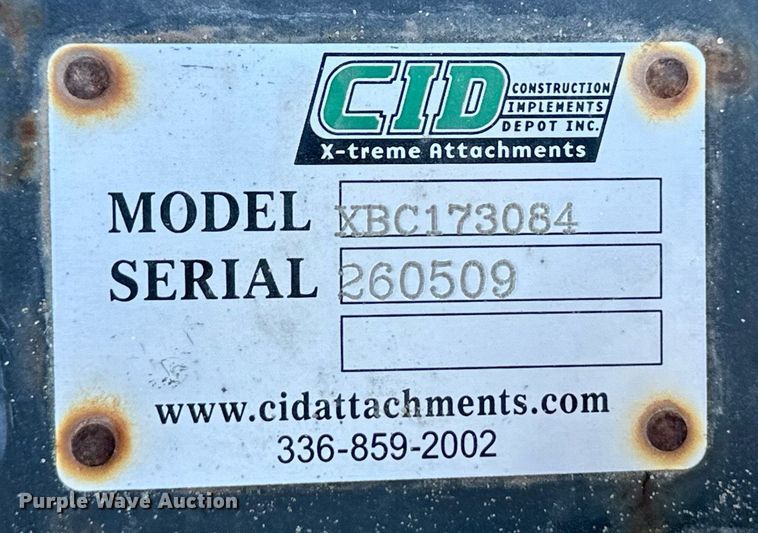 CID CONSTRUCTION
IMPLEMENTS
DEPOT INC.
X-treme Attachments
MODEL XBC173084
SERIAL 260509
www.cidattachments.com
336-859-2002
Purple Wave Auction